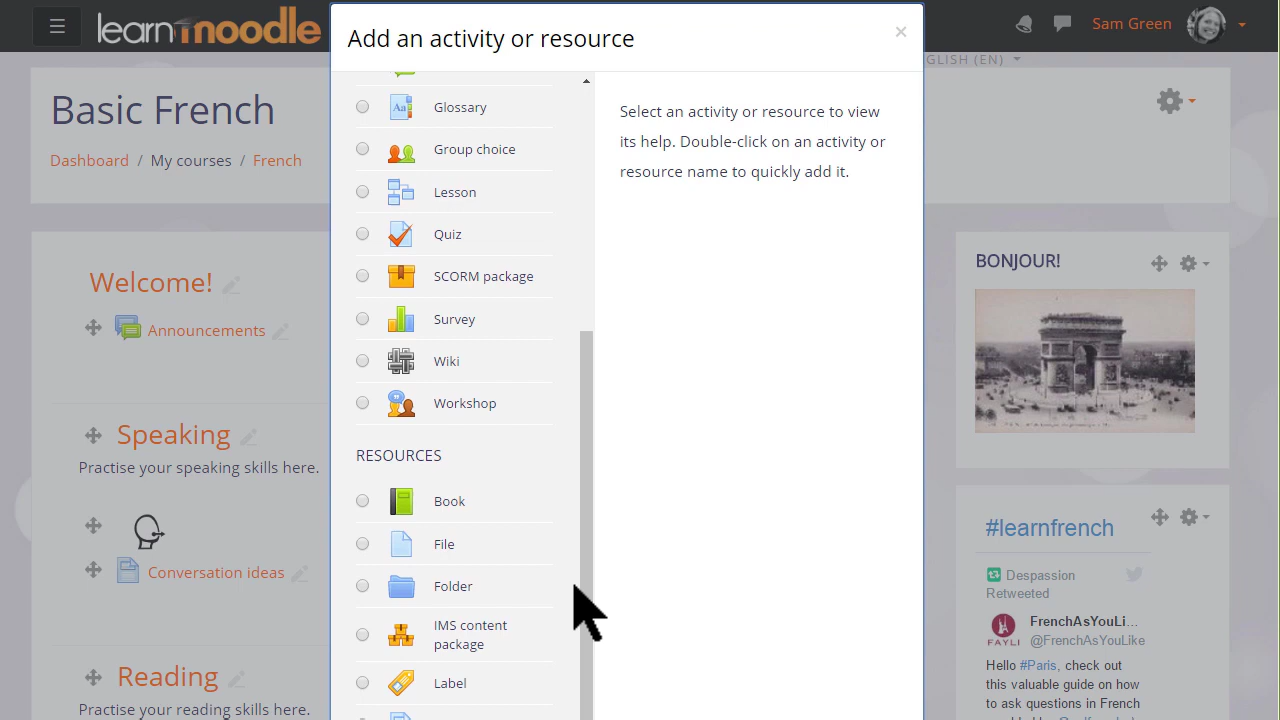 learn moodle
Sam Green
GLISH (EN)
Basic French
Dashboard / My courses / French
Welcome!
Announcements
Speaking
Practise your speaking skills here.
Conversation ideas
Reading
Practise your reading skills here.
Add an activity or resource
×
Glossary
Group choice
Lesson
Quiz
SCORM package
Survey
Wiki
Workshop
RESOURCES
Book
File
Folder
IMS content
package
Label
Select an activity or resource to view
its help. Double-click on an activity or
resource name to quickly add it.
BONJOUR!
#learnfrench
Despassion
Retweeted
FrenchAsYouLi...
@FrenchAsYouLike
FAYLI
Hello #Paris, check out
this valuable guide on how
to ask questions in French